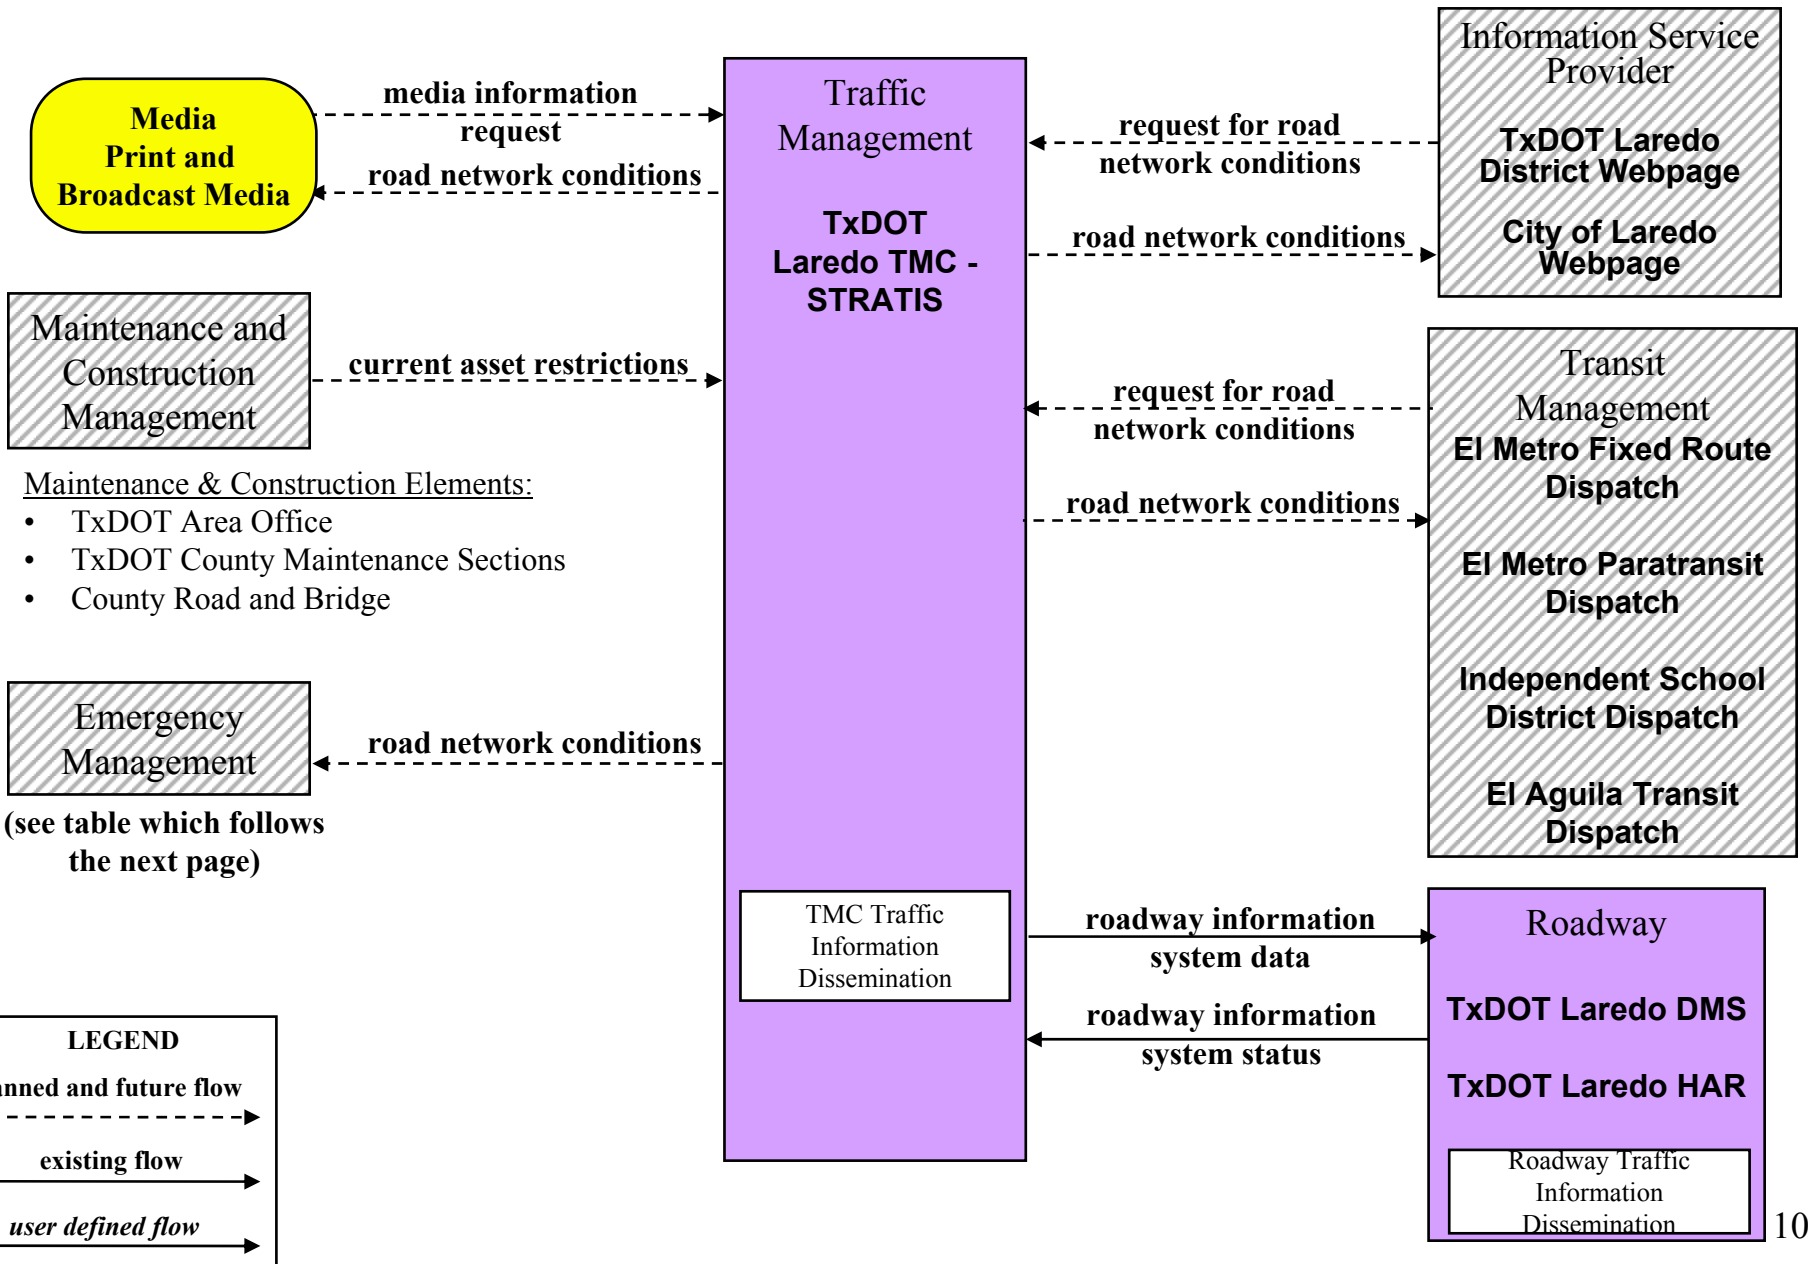 Media
Print and
Broadcast Media
media information
request
road network conditions
Traffic
Management
TxDOT
Laredo TMC -
STRATIS
request for road
network conditions
road network conditions
Information Service
Provider
TxDOT Laredo
District Webpage
City of Laredo
Webpage
Maintenance and
Construction
Management
current asset restrictions
Maintenance & Construction Elements:
• TxDOT Area Office
• TxDOT County Maintenance Sections
• County Road and Bridge
request for road
network conditions
road network conditions
Transit
Management
El Metro Fixed Route
Dispatch
El Metro Paratransit
Dispatch
Independent School
District Dispatch
El Aguila Transit
Dispatch
Emergency
Management
road network conditions
(see table which follows
the next page)
TMC Traffic
Information
Dissemination
roadway information
system data
roadway information
system status
Roadway
TxDOT Laredo DMS
TxDOT Laredo HAR
Roadway Traffic
Information
Dissemination
LEGEND
anned and future flow
existing flow
user defined flow
10